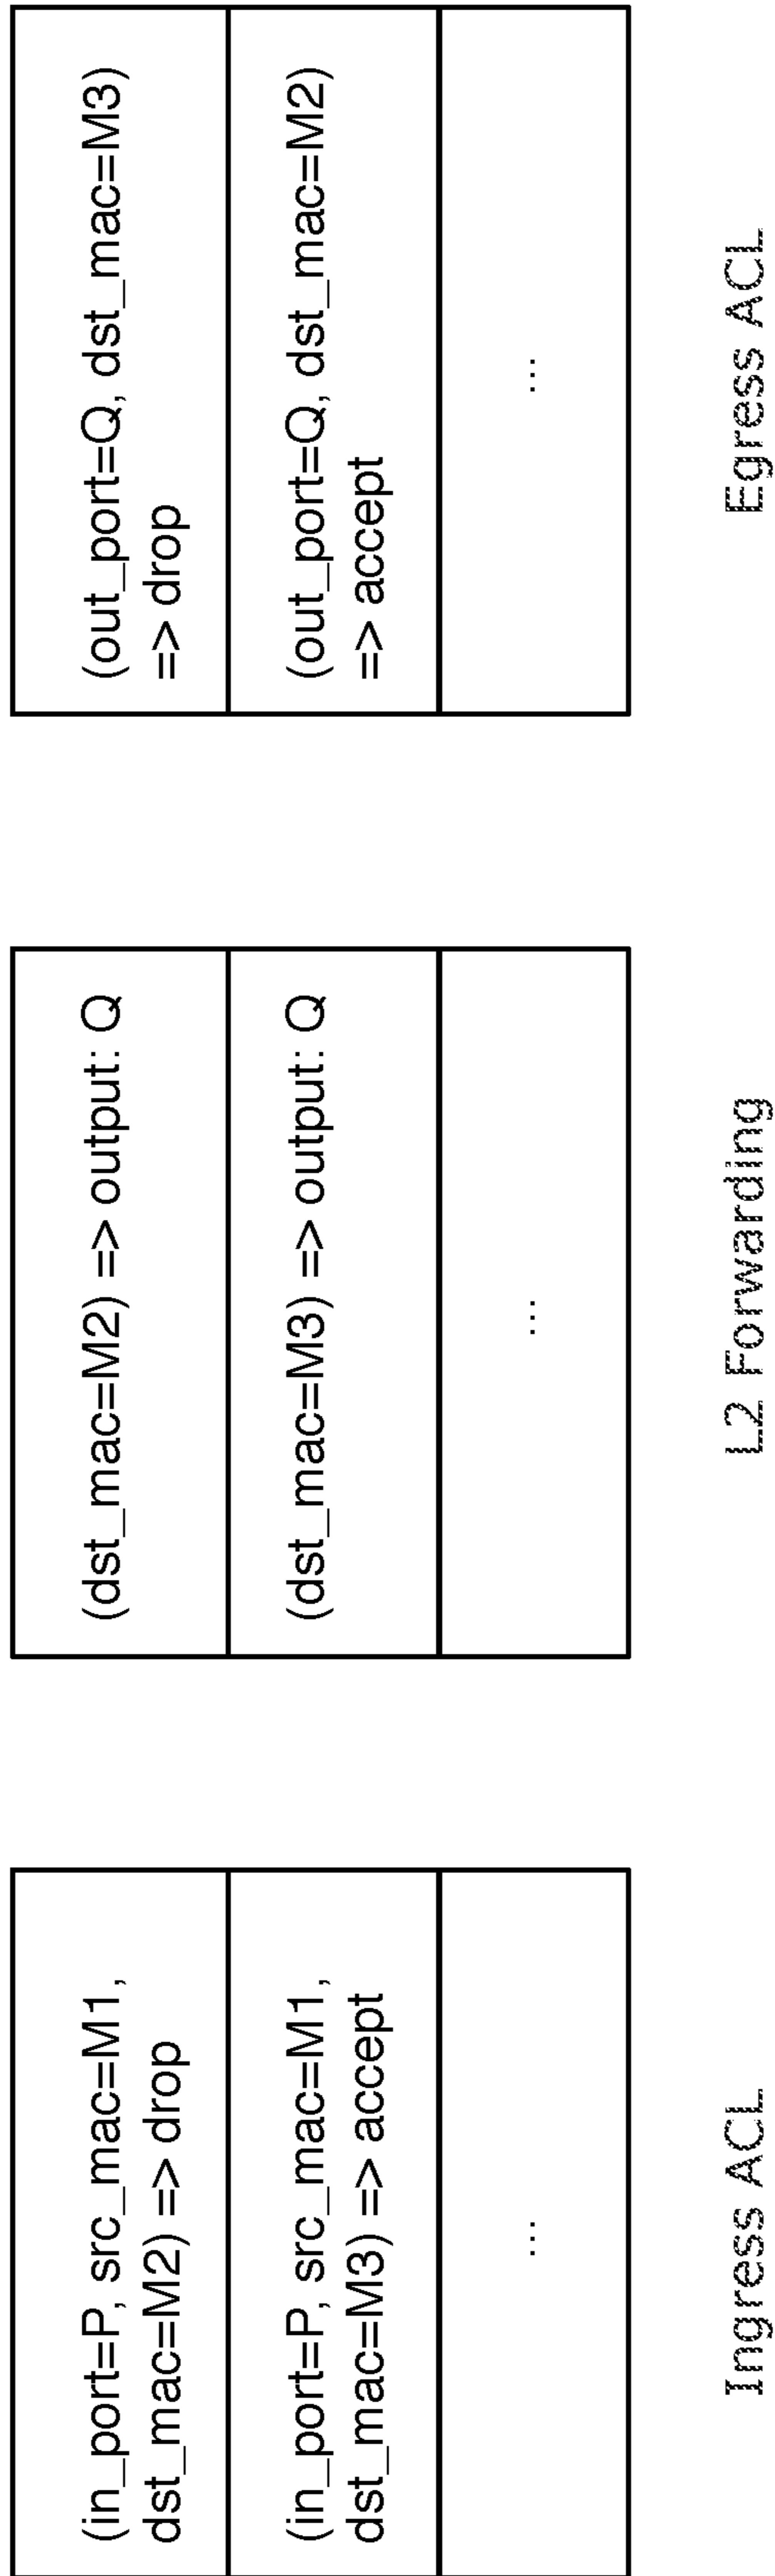 (in_port=P, src_mac=M1,
dst_mac=M2) => drop
(in_port=P, src_mac=M1,
dst_mac=M3) => accept
...
Ingress ACL
(dst_mac=M2) => output: Q
(dst_mac=M3) => output: Q
...
L2 Forwarding
(out_port=Q, dst_mac=M3)
=> drop
(out_port=Q, dst_mac=M2)
=> accept
...
Egress ACL